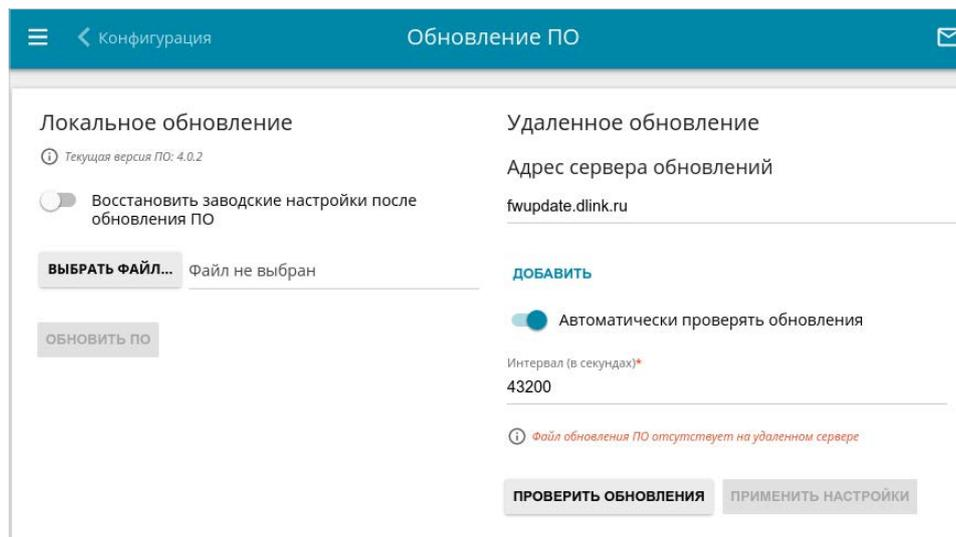 Конфигурация
Обновление ПО
Локальное обновление
Текущая версия ПО: 4.0.2
Восстановить заводские настройки после
обновления ПО
ВЫБРАТЬ ФАЙЛ... Файл не выбран
ОБНОВИТЬ ПО
Удаленное обновление
Адрес сервера обновлений
fwupdate.dlink.ru
ДОБАВИТЬ
Автоматически проверять обновления
Интервал (в секундах)*
43200
Файл обновления ПО отсутствует на удаленном сервере
ПРОВЕРИТЬ ОБНОВЛЕНИЯ ПРИМЕНИТЬ НАСТРОЙКИ